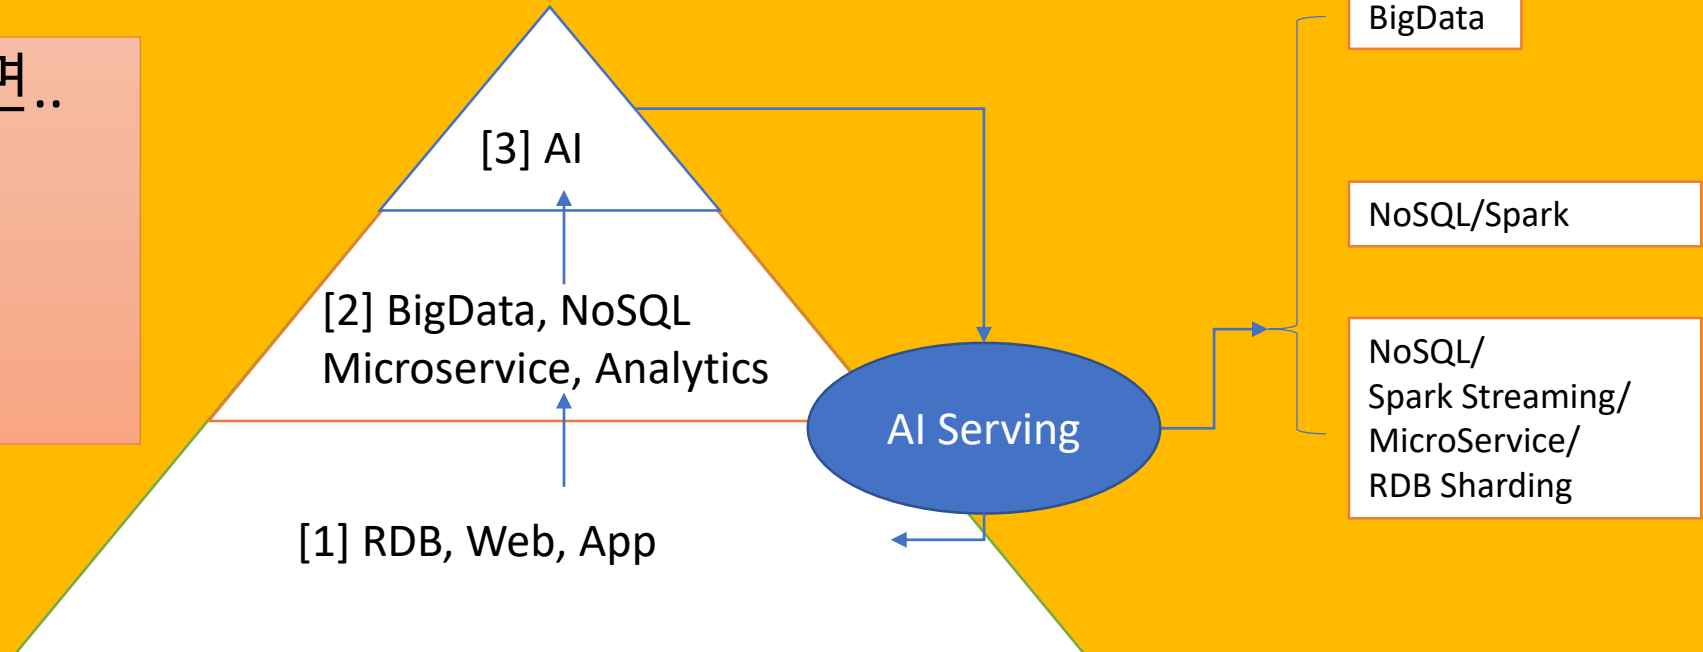 [3] AI
[2] BigData, NoSQL
Microservice, Analytics
[1] RDB, Web, App
AI Serving
BigData
NoSQL/Spark
NoSQL/
Spark Streaming/
MicroService/
RDB Sharding